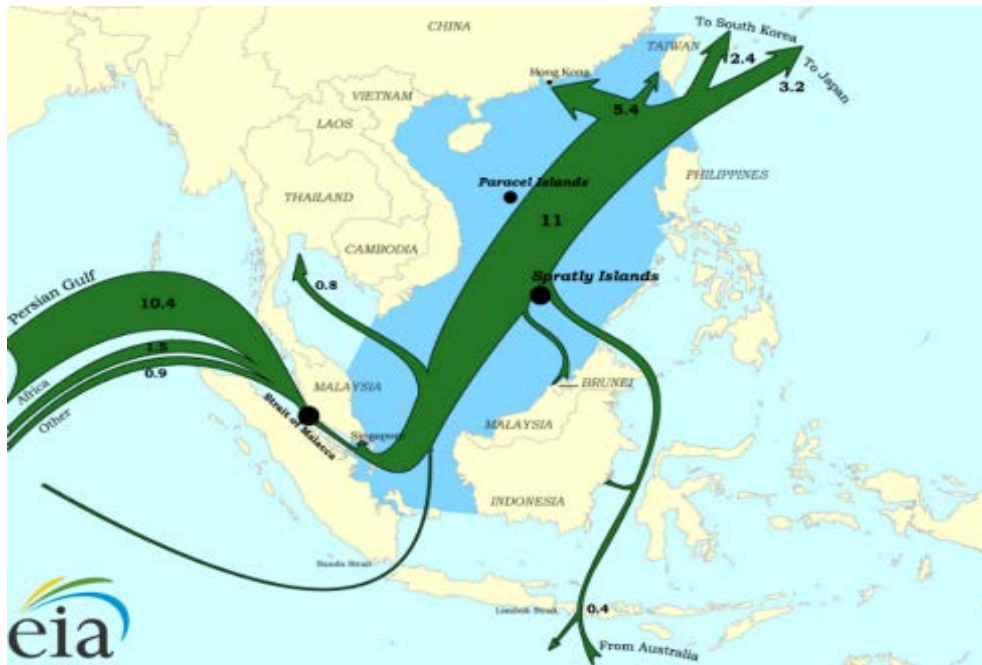 CHINA
To South Korea
TAIWAN
2.4
To Japan
3.2
Hong Kong
5.4
VIETNAM
LAOS
Paracel Islands
PHILIPPINES
THAILAND
11
CAMBODIA
Spratly Islands
Persian Gulf
0.8
10.4
1.5
0.9
Africa
Other
MALAYSIA
BRUNEI
Strait of Malacca
Singapore
MALAYSIA
INDONESIA
Sunda Strait
Lombok Strait
0.4
From Australia
eia